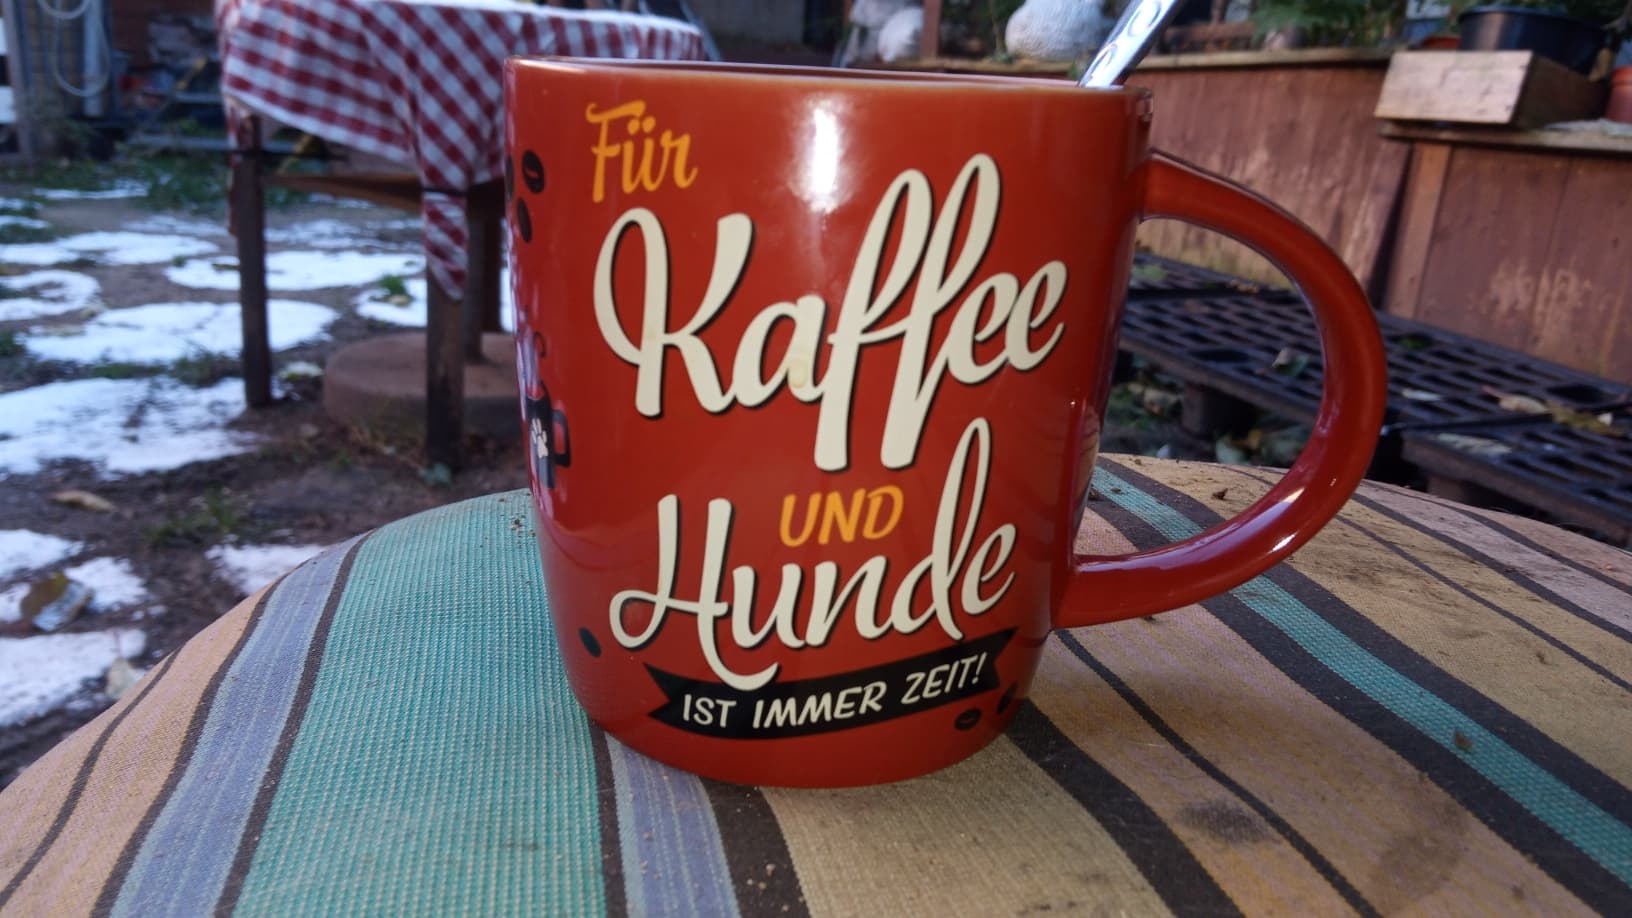 Für
Kaffee
UND
Hunde
IST IMMER ZEIT!